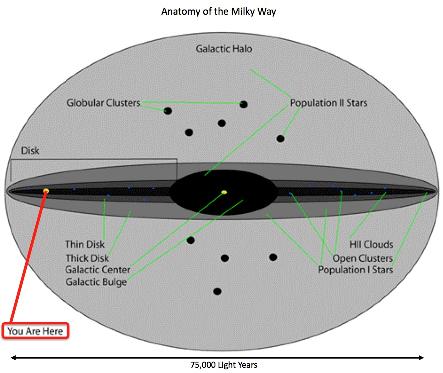 Anatomy of the Milky Way
Galactic Halo
Globular Clusters
Population II Stars
Disk
Thin Disk
Thick Disk
Galactic Center
Galactic Bulge
HII Clouds
Open Clusters
Population I Stars
You Are Here
75,000 Light Years